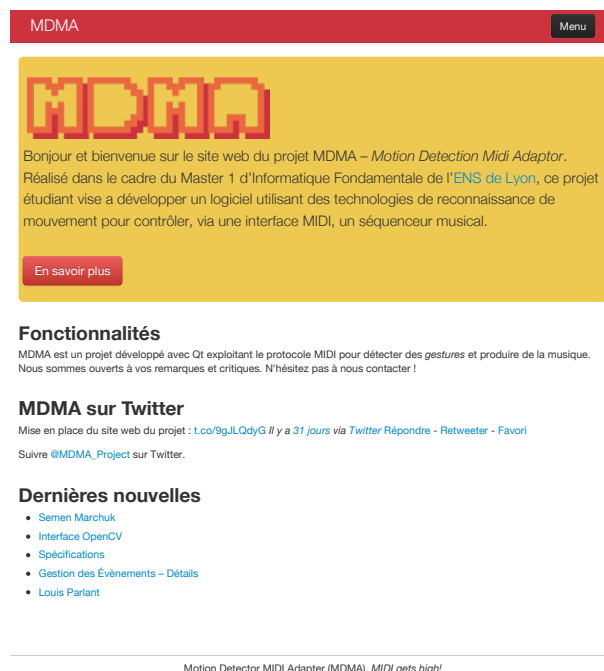 MDMA
Menu
MDMA
Bonjour et bienvenue sur le site web du projet MDMA – Motion Detection Midi Adaptor.
Réalisé dans le cadre du Master 1 d'Informatique Fondamentale de l'ENS de Lyon, ce projet
étudiant vise a développer un logiciel utilisant des technologies de reconnaissance de
mouvement pour contrôler, via une interface MIDI, un séquenceur musical.
En savoir plus
Fonctionnalités
MDMA est un projet développé avec Qt exploitant le protocole MIDI pour détecter des gestures et produire de la musique.
Nous sommes ouverts à vos remarques et critiques. N'hésitez pas à nous contacter !
MDMA sur Twitter
Mise en place du site web du projet : t.co/9gJLQdyG Il y a 31 jours via Twitter Répondre - Retweeter - Favori
Suivre @MDMA_Project sur Twitter.
Dernières nouvelles
• Semen Marchuk
• Interface OpenCV
• Spécifications
• Gestion des Évènements – Détails
• Louis Parlant
Motion Detector MIDI Adapter (MDMA). MIDI gets high!